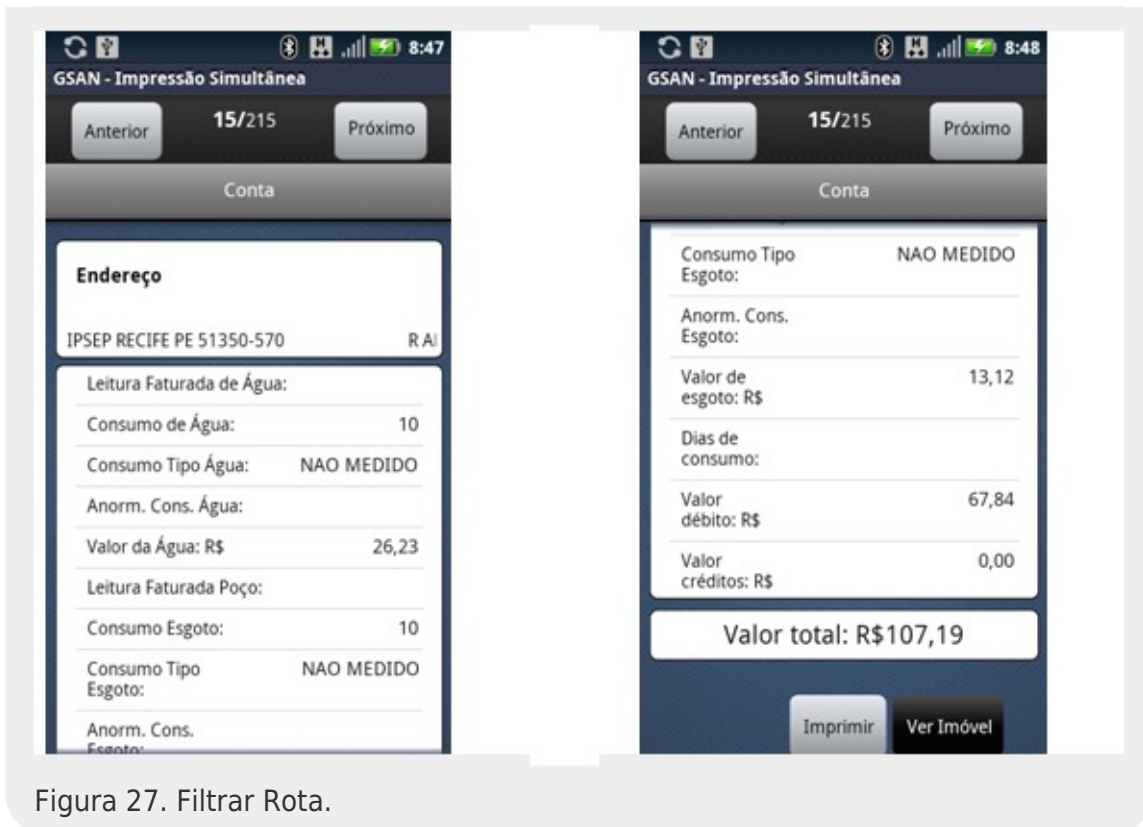 8:47
GSAN - Impressão Simultânea
Anterior
15/215
Próximo
Conta
Endereço
IPSEP RECIFE PE 51350-570 R
Leitura Faturada de Água:
Consumo de Água: 10
Consumo Tipo Água: NAO MEDIDO
Anorm. Cons. Água:
Valor da Água: R$ 26,23
Leitura Faturada Poço:
Consumo Esgoto: 10
Consumo Tipo NAO MEDIDO
Esgoto:
Anorm. Cons.
Esgoto:
8:48
GSAN - Impressão Simultânea
Anterior
15/215
Próximo
Conta
Consumo Tipo NAO MEDIDO
Esgoto:
Anorm. Cons.
Esgoto:
Valor de 13,12
esgoto: R$
Dias de
consumo:
Valor 67,84
débito: R$
Valor 0,00
créditos: R$
Valor total: R$107,19
Imprimir
Ver Imóvel
Figura 27. Filtrar Rota.